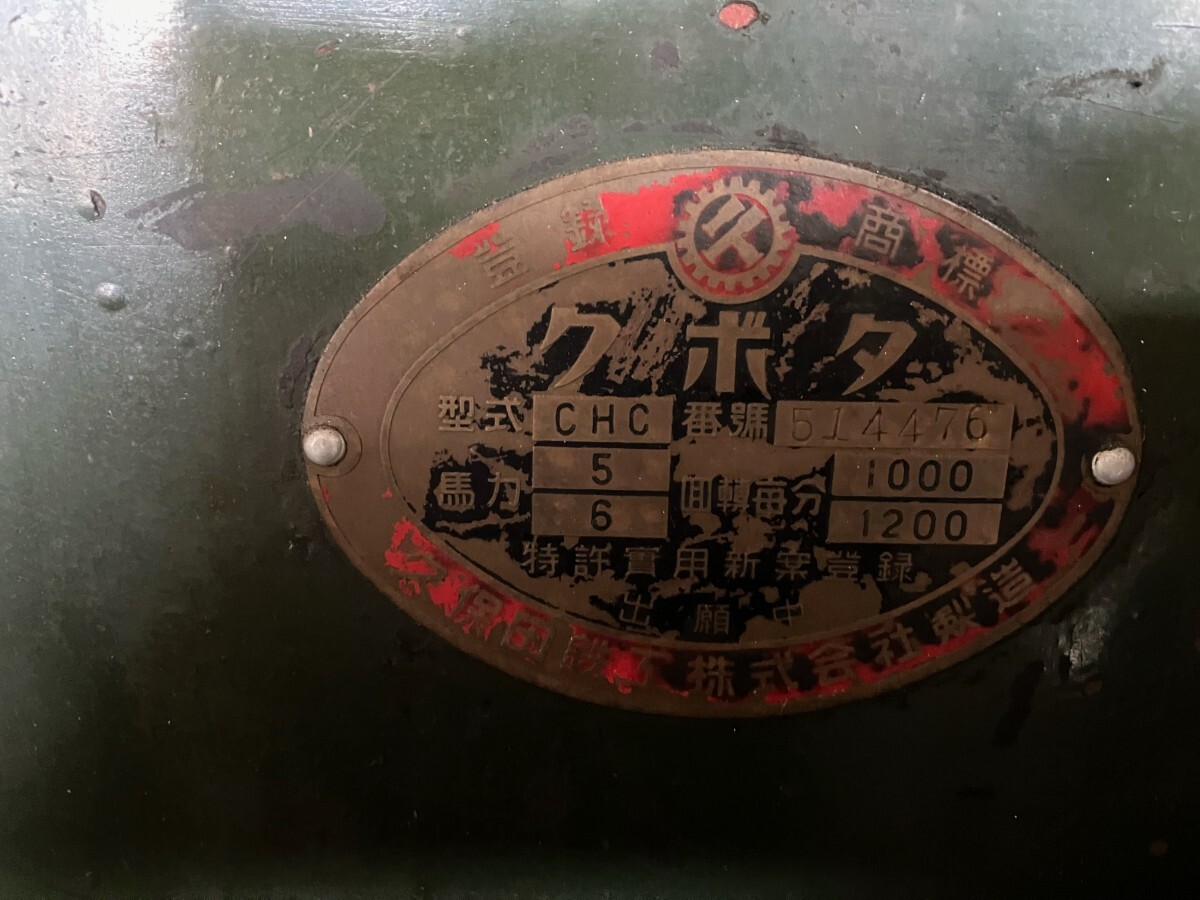 登録 商標
クボタ
型式 CHC 番號 514476
馬力 5 6 回轉毎分 1000 1200
特許實用新案登録
出願中
久保田鉄工株式会社製造